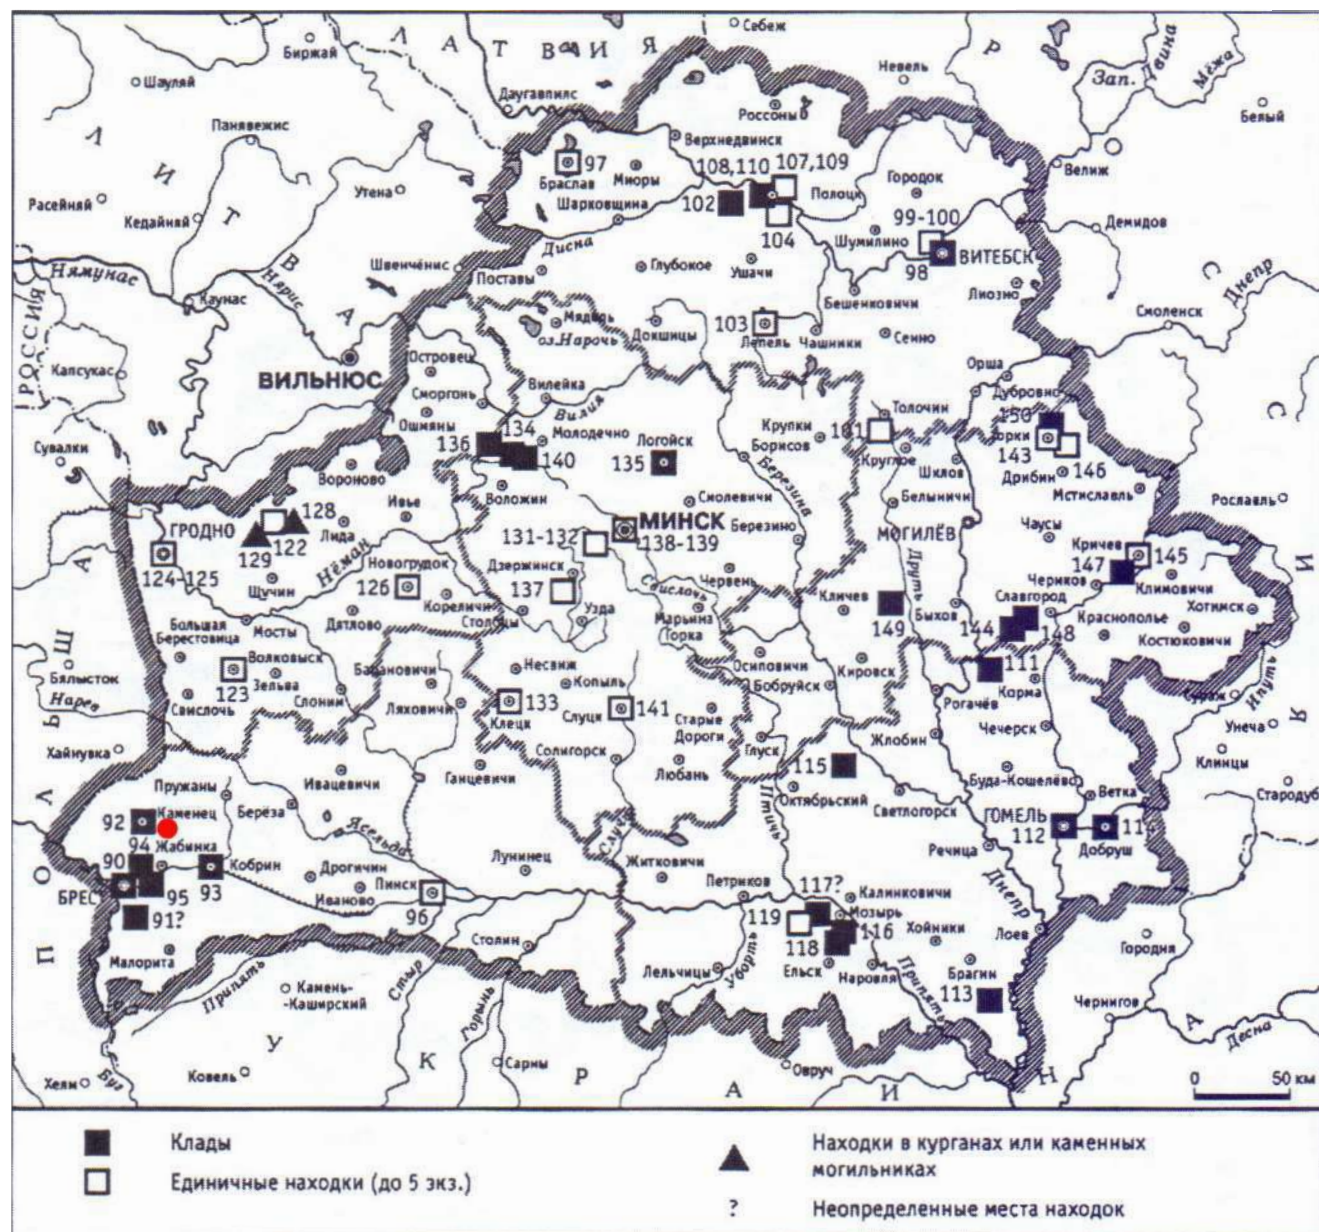 Себеж
Биржай
ЛАТВИЯ
Р
Невель
Двина
Зап.
Мёжа
Шауляй
Даугавпилс
Россоны
Белый
Панявежис
Верхнедвинск
Л
И
Т
В
А
97
Браслав
Миоры
108,110
107,109
Полоцк
Городок
Велиж
Расейняй
Утена
Кедайняй
Шарковщина
102
104
99-100
Шумилино
Демидов
Нямунас
Нярис
Швенчёнис
Дисна
Поставы
Глубокое
Ушачи
98
ВИТЕБСК
С
Каунас
Бешенковичи
Лиозно
Днепр
РОССИЯ
Мядель
оз.Нарочь
Докшицы
103
Лепель
Чашники
Сенно
Смоленск
Капсукас
ВИЛЬНЮС
Островец
Сморгонь
Вилейка
Вилия
Орша
Дубровно
С
Ошмяны
Крупки
Толочин
150
Сувалки
136
134
Молодечно
Логойск
Борисов
101
Горки
143
146
140
135
Круглое
Шклов
Дрибин
Вороново
Воложин
Березина
Мстиславль
Ивье
Смолевичи
Белыничи
Рославль
ГРОДНО
128
Лида
МИНСК
Березино
МОГИЛЁВ
Чаусы
И
122
129
Нёман
131-132
138-139
Кричев
145
124-125
Новогрудок
Дзержинск
Друть
147
Щучин
126
137
Свислочь
Червень
Чериков
Климовичи
А
Кореличи
Узда
Кличев
Славгород
Хотимск
Большая
Берестовица
Мосты
Дятлово
Столбцы
Марьина
Горка
149
Быхов
Краснополье
144
148
Костюковичи
Ш
Волковыск
Барановичи
Несвиж
Осиповичи
Кировск
111
Бялысток
123
Зельва
Копыль
Бобруйск
Корма
Сураж
Ипуть
Нарев
Слоним
Свислочь
Ляховичи
133
Клецк
Слуцк
141
Старые
Дороги
Рогачёв
Унеча
Я
Ь
Чечерск
Хайнувка
Солигорск
Глуск
Жлобин
Клинцы
Л
Пружаны
Ивацевичи
Ганцевичи
Любань
115
Буда-Кошелёво
Стародуб
Октябрьский
Ветка
92
Каменец
Береза
Птичь
Светлогорск
ГОМЕЛЬ
О
94
Ясельда
Случь
112
114
90
Жабинка
Речица
Добруш
Кобрин
Дрогичин
Лунинец
Житковичи
БРЕСТ
93
Пинск
Петриков
117?
Калинковичи
Днепр
95
Иваново
91?
96
119
Мозырь
Хойники
118
116
Лоев
П
Столин
Городня
Малорита
Лельчицы
Уборть
Ельск
Наровля
Брагин
Припять
Камень-
-Каширский
Стыр
Горынь
113
Припять
Чернигов
У
К
Р
А
И
Н
А
Десна
Сарны
Овруч
Хелм
Буг
Ковель
0
50 км
Клады
Находки в курганах или каменных
могильниках
Единичные находки (до 5 экз.)
? Неопределенные места находок